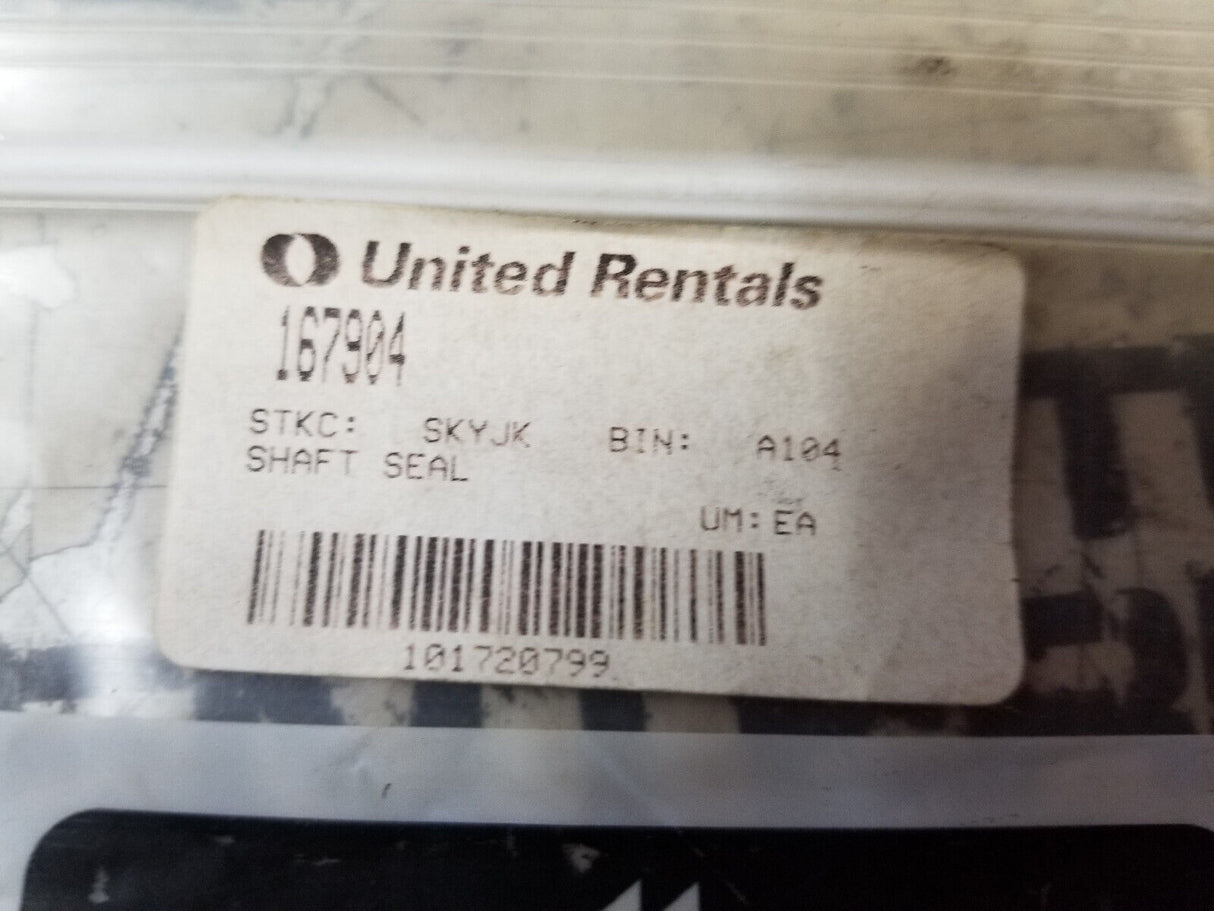 United Rentals
167904
STKC: SKYJK BIN: A104
SHAFT SEAL
UM: EA
101720799